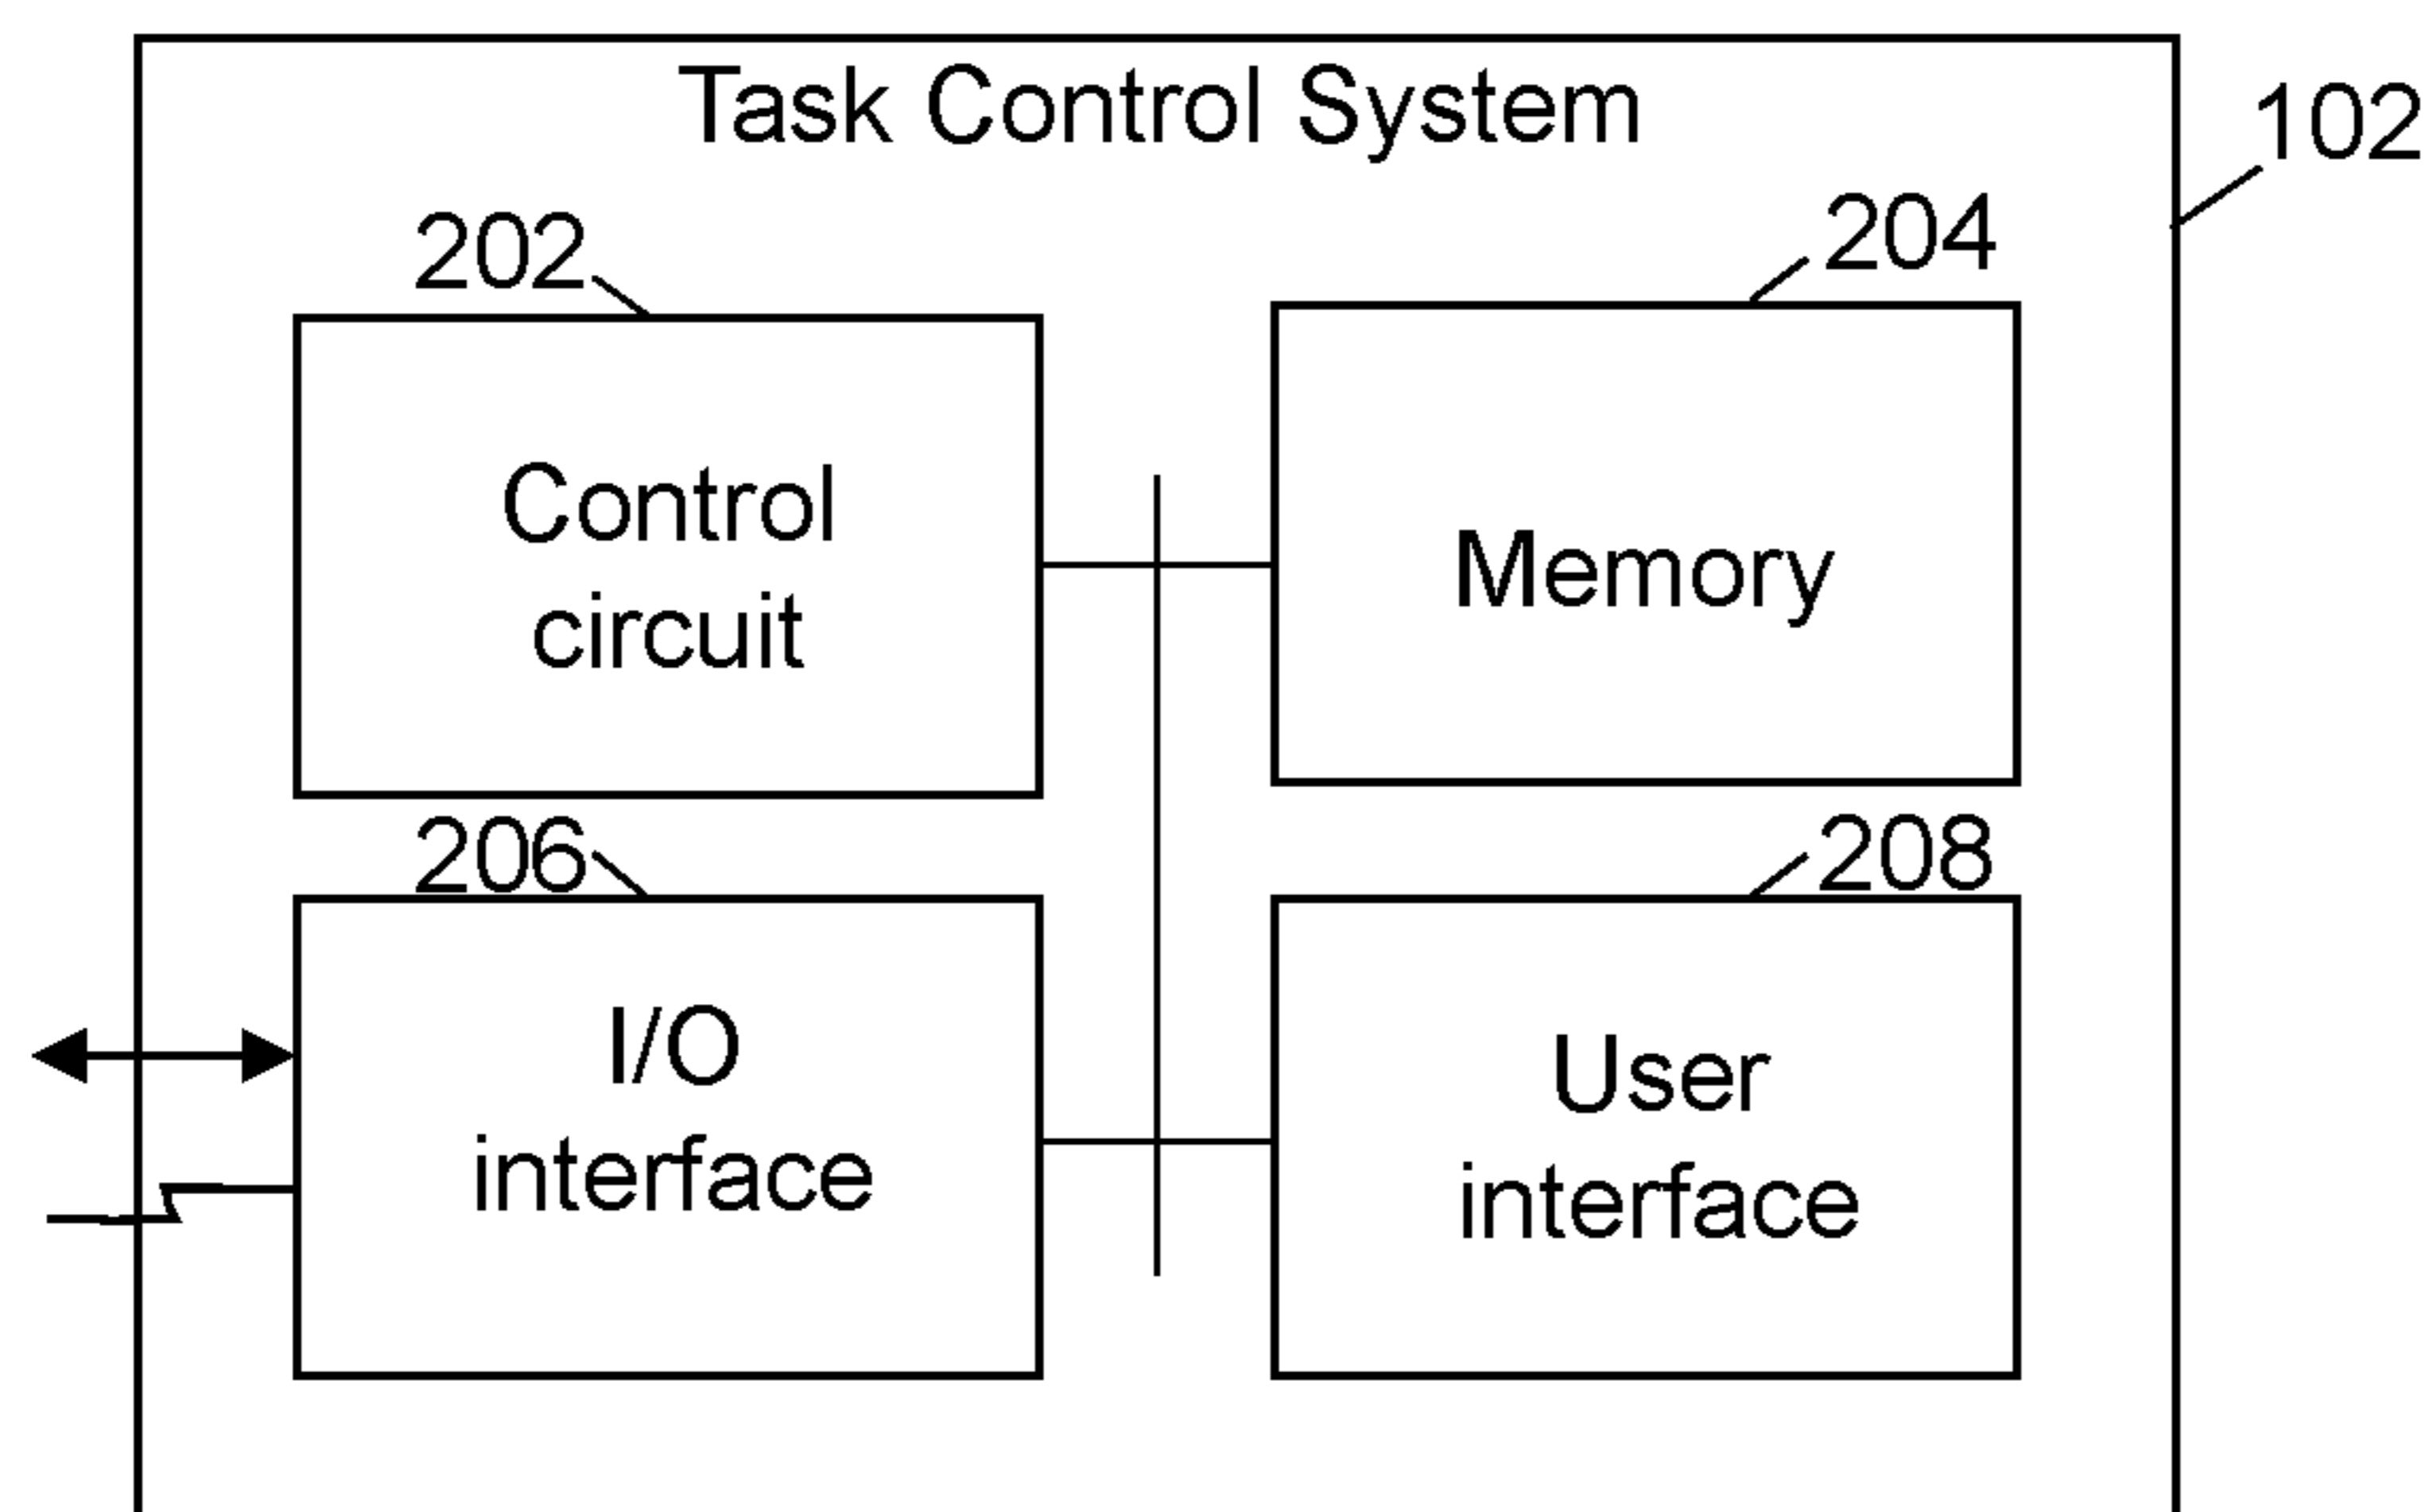 Task Control System
102
202
204
Control
circuit
Memory
206
208
I/O
interface
User
interface